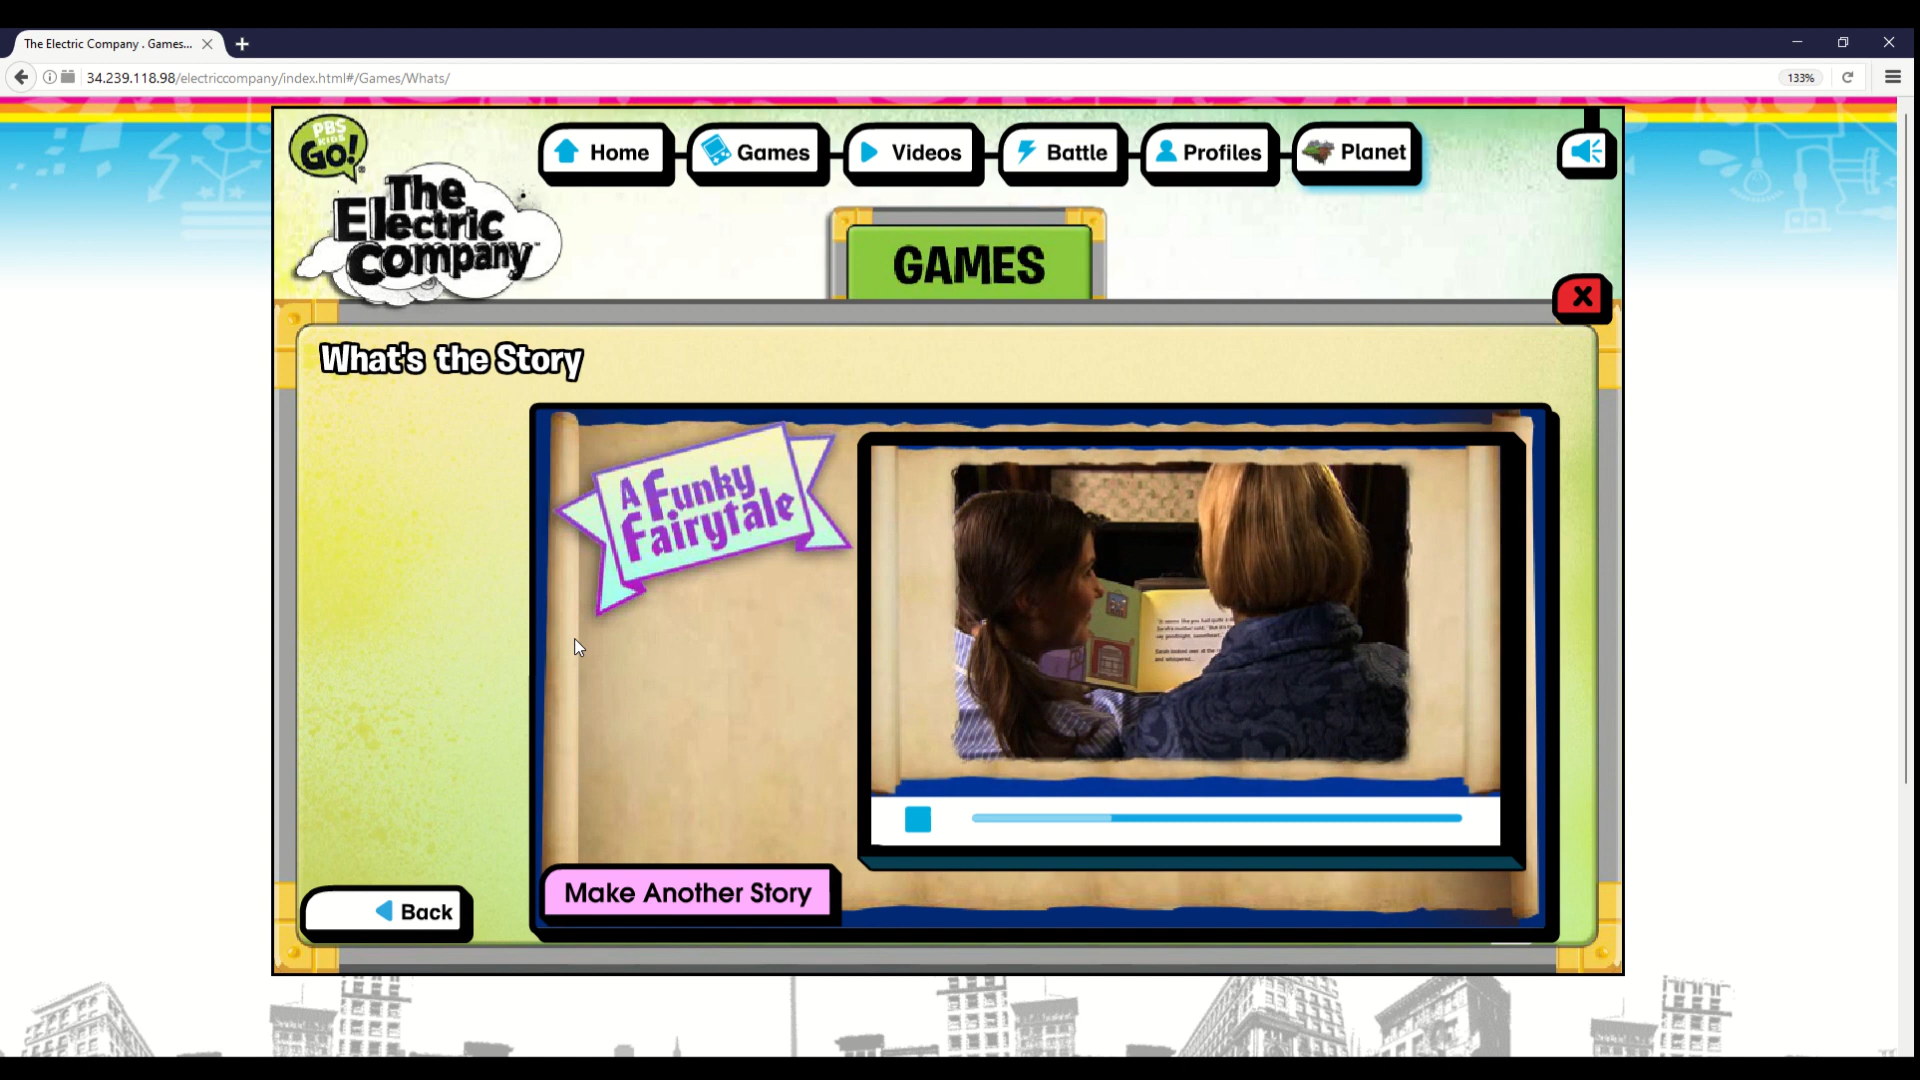 The Electric Company . Games...
34.239.118.98/electriccompany/index.html#/Games/Whats/
133%
PBS
KIDS
GO!
Home
Games
Videos
Battle
Profiles
Planet
The
Electric
Company
GAMES
What's the Story
A Funky
Fairytale
Make Another Story
Back